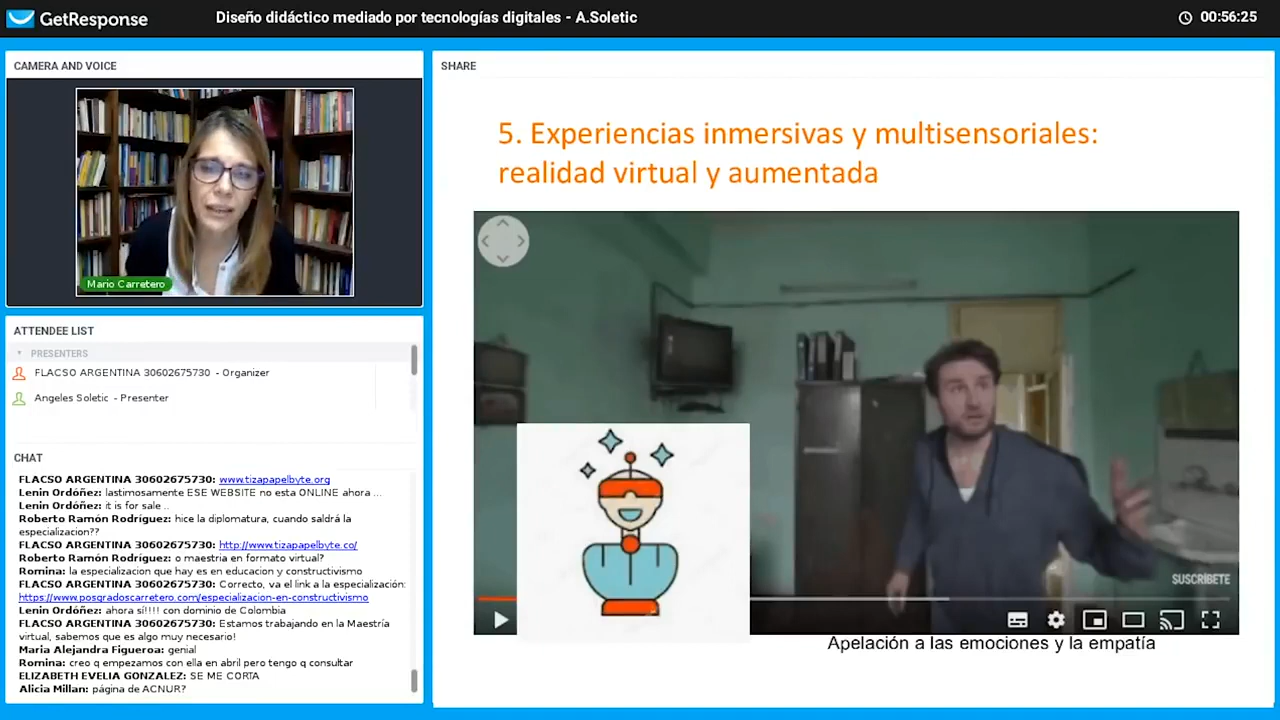 GetResponse
Diseño didáctico mediado por tecnologías digitales - A.Soletic
00:56:25
CAMERA AND VOICE
Mario Carretero
ATTENDEE LIST
PRESENTERS
FLACSO ARGENTINA 30602675730 - Organizer
Angeles Soletic - Presenter
CHAT
FLACSO ARGENTINA 30602675730: www.tizapapelbyte.org
Lenin Ordóñez: lastimosamente ESE WEBSITE no esta ONLINE ahora ...
Lenin Ordóñez: it is for sale ..
Roberto Ramón Rodríguez: hice la diplomatura, cuando saldrá la
especializacion??
FLACSO ARGENTINA 30602675730: http://www.tizapapelbyte.co/
Roberto Ramón Rodríguez: o maestria en formato virtual?
Romina: la especializacion que hay es en educacion y constructivismo
FLACSO ARGENTINA 30602675730: Correcto, va el link a la especialización:
https://www.posgradoscarretero.com/especializacion-en-constructivismo
Lenin Ordóñez: ahora sí!!!! con dominio de Colombia
FLACSO ARGENTINA 30602675730: Estamos trabajando en la Maestría
virtual, sabemos que es algo muy necesario!
Maria Alejandra Figueroa: genial
Romina: creo q empezamos con ella en abril pero tengo q consultar
ELIZABETH EVELIA GONZALEZ: SE ME CORTA
Alicia Millan: página de ACNUR?
SHARE
5. Experiencias inmersivas y multisensoriales:
realidad virtual y aumentada
SUSCRÍBETE
Apelación a las emociones y la empatía